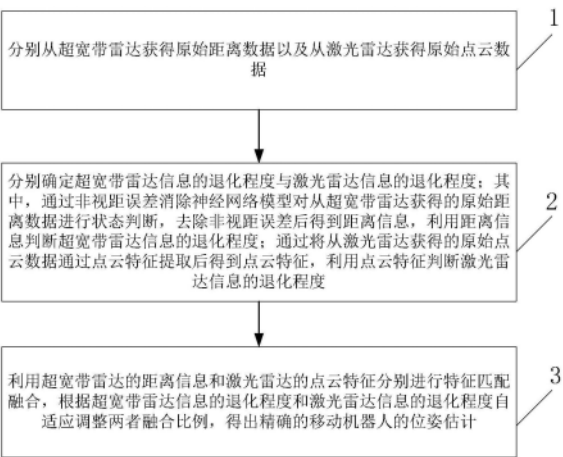 1
分别从超宽带雷达获得原始距离数据以及从激光雷达获得原始点云数
据
2
分别确定超宽带雷达信息的退化程度与激光雷达信息的退化程度；其
中，通过非视距误差消除神经网络模型对从超宽带雷达获得的原始距
离数据进行状态判断，去除非视距误差后得到距离信息，利用距离信
息判断超宽带雷达信息的退化程度；通过将从激光雷达获得的原始点
云数据通过点云特征提取后得到点云特征，利用点云特征判断激光雷
达信息的退化程度
3
利用超宽带雷达的距离信息和激光雷达的点云特征分别进行特征匹配
融合，根据超宽带雷达信息的退化程度和激光雷达信息的退化程度自
适应调整两者融合比例，得出精确的移动机器人的位姿估计